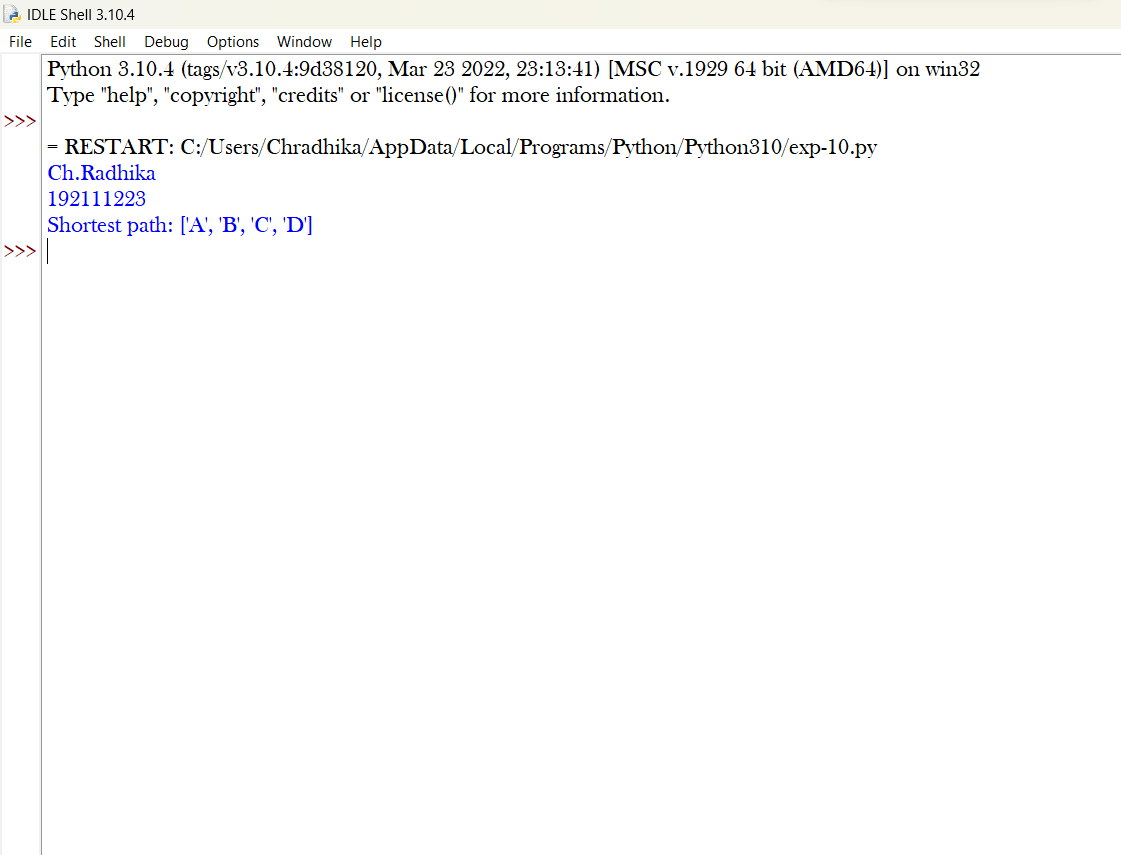 IDLE Shell 3.10.4
File Edit Shell Debug Options Window Help
Python 3.10.4 (tags/v3.10.4:9d38120, Mar 23 2022, 23:13:41) [MSC v.1929 64 bit (AMD64)] on win32
Type "help", "copyright", "credits" or "license()" for more information.
>>>
= RESTART: C:/Users/Chradhika/AppData/Local/Programs/Python/Python310/exp-10.py
Ch.Radhika
192111223
Shortest path: ['A', 'B', 'C', 'D']
>>>